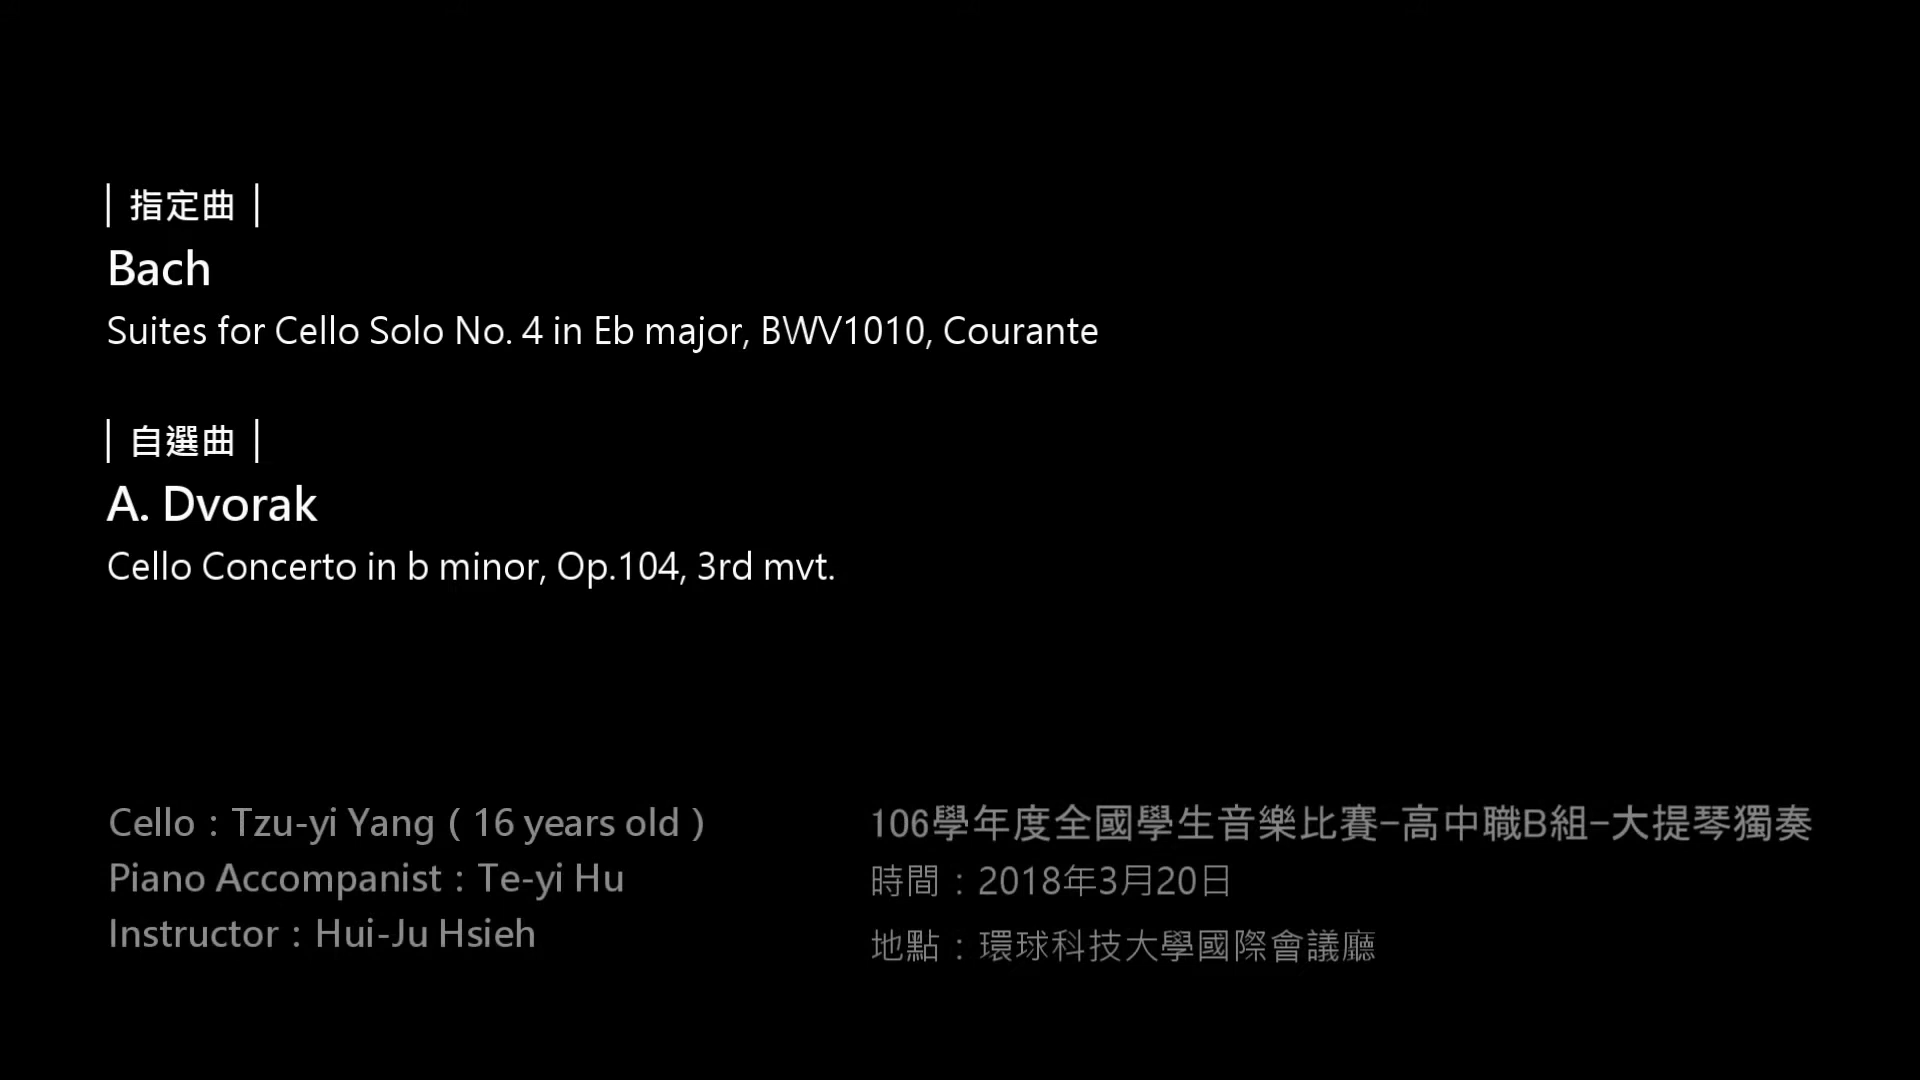 | 指定曲 |
Bach
Suites for Cello Solo No. 4 in Eb major, BWV1010, Courante
| 自選曲 |
A. Dvorak
Cello Concerto in b minor, Op.104, 3rd mvt.
Cello：Tzu-yi Yang ( 16 years old )
Piano Accompanist：Te-yi Hu
Instructor：Hui-Ju Hsieh
106學年度全國學生音樂比賽–高中職B組–大提琴獨奏
時間：2018年3月20日
地點：環球科技大學國際會議廳